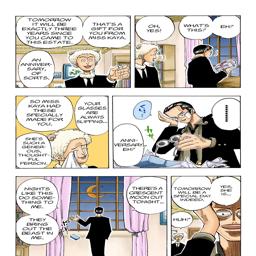 EH?
WHAT'S
THIS?
OH,
YES!
THAT'S A
GIFT FOR
YOU FROM
MISS KAYA.
TOMORROW
IT WILL BE
EXACTLY THREE
YEARS SINCE
YOU CAME TO
THIS ESTATE.
AN
ANNIVER-
SARY,
OF SORTS.
ANNI-
VERSARY,
EH?
YOUR
GLASSES
ARE
ALWAYS
SLIPPING...
SO MISS
KAYA HAD
THESE
SPECIALLY
MADE FOR
YOU.
SHE'S
SUCH A
GENER-
OUS,
THOUGHT-
FUL
PERSON.
YES,
SHE
IS...
TOMORROW
WILL BE A
SPECIAL DAY
INDEED.
HUH?
THERE'S A
CRESCENT
MOON OUT
TONIGHT...
NIGHTS
LIKE THIS
DO SOME-
THING TO
ME.
THEY
BRING
OUT THE
BEAST
IN ME.